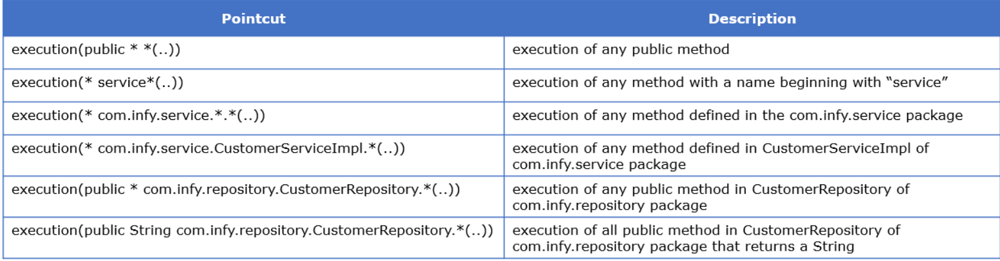 Pointcut Description
execution(public * *(..)) execution of any public method
execution(* service*(..)) execution of any method with a name beginning with “service”
execution(* com.infy.service.*.*(..)) execution of any method defined in the com.infy.service package
execution(* com.infy.service.CustomerServiceImpl.*(..)) execution of any method defined in CustomerServiceImpl of
com.infy.service package
execution(public * com.infy.repository.CustomerRepository.*(..)) execution of any public method in CustomerRepository of
com.infy.repository package
execution(public String com.infy.repository.CustomerRepository.*(..)) execution of all public method in CustomerRepository of
com.infy.repository package that returns a String